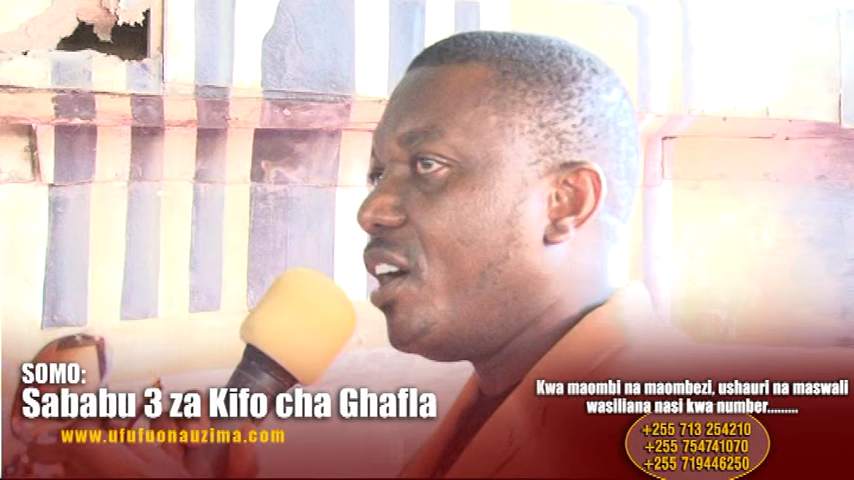 SOMO:
Sababu 3 za Kifo cha Ghafla
www.ufufuonauzima.com
Kwa maombi na maombezi, ushauri na maswali
wasiliana nasi kwa number.........
+255 713 254210
+255 754741070
+255 719446250